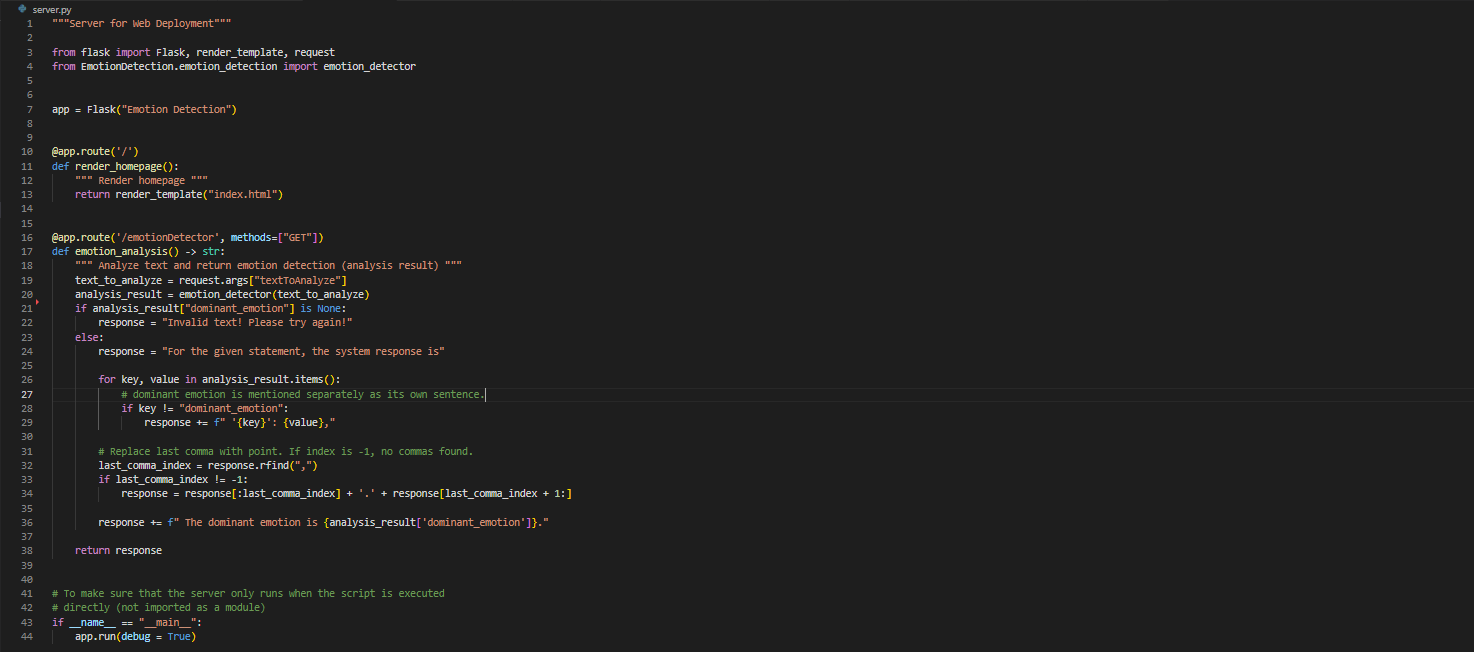 server.py
1 """Server for Web Deployment"""
2
3 from flask import Flask, render_template, request
4 from EmotionDetection.emotion_detection import emotion_detector
5
6
7 app = Flask("Emotion Detection")
8
9
10 @app.route('/')
11 def render_homepage():
12     """ Render homepage """
13     return render_template("index.html")
14
15
16 @app.route('/emotionDetector', methods=["GET"])
17 def emotion_analysis() -> str:
18     """ Analyze text and return emotion detection (analysis result) """
19     text_to_analyze = request.args["textToAnalyze"]
20     analysis_result = emotion_detector(text_to_analyze)
21     if analysis_result["dominant_emotion"] is None:
22         response = "Invalid text! Please try again!"
23     else:
24         response = "For the given statement, the system response is"
25
26         for key, value in analysis_result.items():
27             # dominant emotion is mentioned separately as its own sentence.
28             if key != "dominant_emotion":
29                 response += f" '{key}': {value},"
30
31         # Replace last comma with point. If index is -1, no commas found.
32         last_comma_index = response.rfind(",")
33         if last_comma_index != -1:
34             response = response[:last_comma_index] + '.' + response[last_comma_index + 1:]
35
36         response += f" The dominant emotion is {analysis_result['dominant_emotion']}."
37
38     return response
39
40
41 # To make sure that the server only runs when the script is executed
42 # directly (not imported as a module)
43 if __name__ == "__main__":
44     app.run(debug = True)